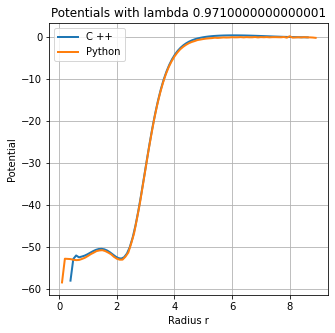 Potentials with lambda 0.9710000000000001
C ++
Python
0
−10
−20
−30
−40
−50
−60
Potential
0 2 4 6 8
Radius r